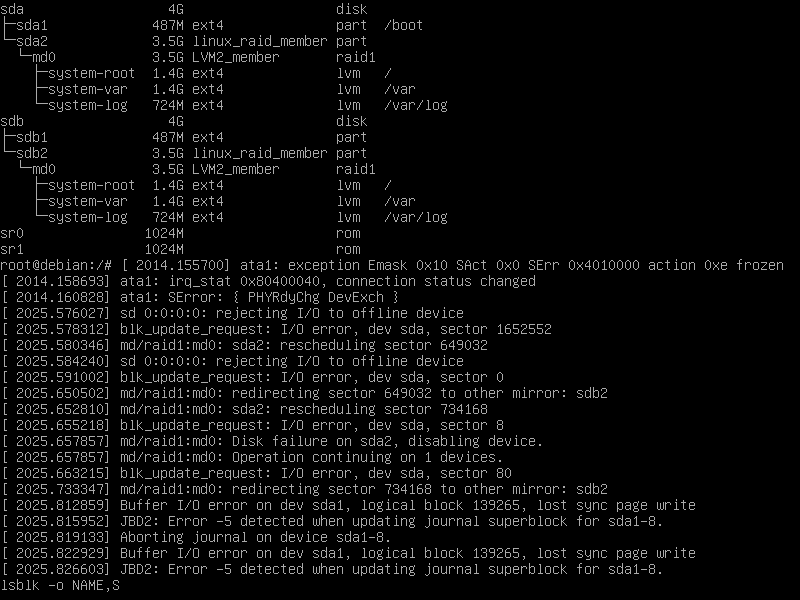 sda                   4G                   disk
├─sda1              487M ext4              part  /boot
└─sda2              3.5G linux_raid_member part
  └─md0             3.5G LVM2_member       raid1
    ├─system-root   1.4G ext4              lvm   /
    ├─system-var    1.4G ext4              lvm   /var
    └─system-log    724M ext4              lvm   /var/log
sdb                   4G                   disk
├─sdb1              487M ext4              part
└─sdb2              3.5G linux_raid_member part
  └─md0             3.5G LVM2_member       raid1
    ├─system-root   1.4G ext4              lvm   /
    ├─system-var    1.4G ext4              lvm   /var
    └─system-log    724M ext4              lvm   /var/log
sr0                1024M                   rom
sr1                1024M                   rom
root@debian:/# [ 2014.155700] ata1: exception Emask 0x10 SAct 0x0 SErr 0x4010000 action 0xe frozen
[ 2014.158693] ata1: irq_stat 0x80400040, connection status changed
[ 2014.160828] ata1: SError: { PHYRdyChg DevExch }
[ 2025.576027] sd 0:0:0:0: rejecting I/O to offline device
[ 2025.578312] blk_update_request: I/O error, dev sda, sector 1652552
[ 2025.580346] md/raid1:md0: sda2: rescheduling sector 649032
[ 2025.584240] sd 0:0:0:0: rejecting I/O to offline device
[ 2025.591002] blk_update_request: I/O error, dev sda, sector 0
[ 2025.650502] md/raid1:md0: redirecting sector 649032 to other mirror: sdb2
[ 2025.652810] md/raid1:md0: sda2: rescheduling sector 734168
[ 2025.655218] blk_update_request: I/O error, dev sda, sector 8
[ 2025.657857] md/raid1:md0: Disk failure on sda2, disabling device.
[ 2025.657857] md/raid1:md0: Operation continuing on 1 devices.
[ 2025.663215] blk_update_request: I/O error, dev sda, sector 80
[ 2025.733347] md/raid1:md0: redirecting sector 734168 to other mirror: sdb2
[ 2025.812859] Buffer I/O error on dev sda1, logical block 139265, lost sync page write
[ 2025.815952] JBD2: Error -5 detected when updating journal superblock for sda1-8.
[ 2025.819133] Aborting journal on device sda1-8.
[ 2025.822929] Buffer I/O error on dev sda1, logical block 139265, lost sync page write
[ 2025.826603] JBD2: Error -5 detected when updating journal superblock for sda1-8.
lsblk -o NAME,S